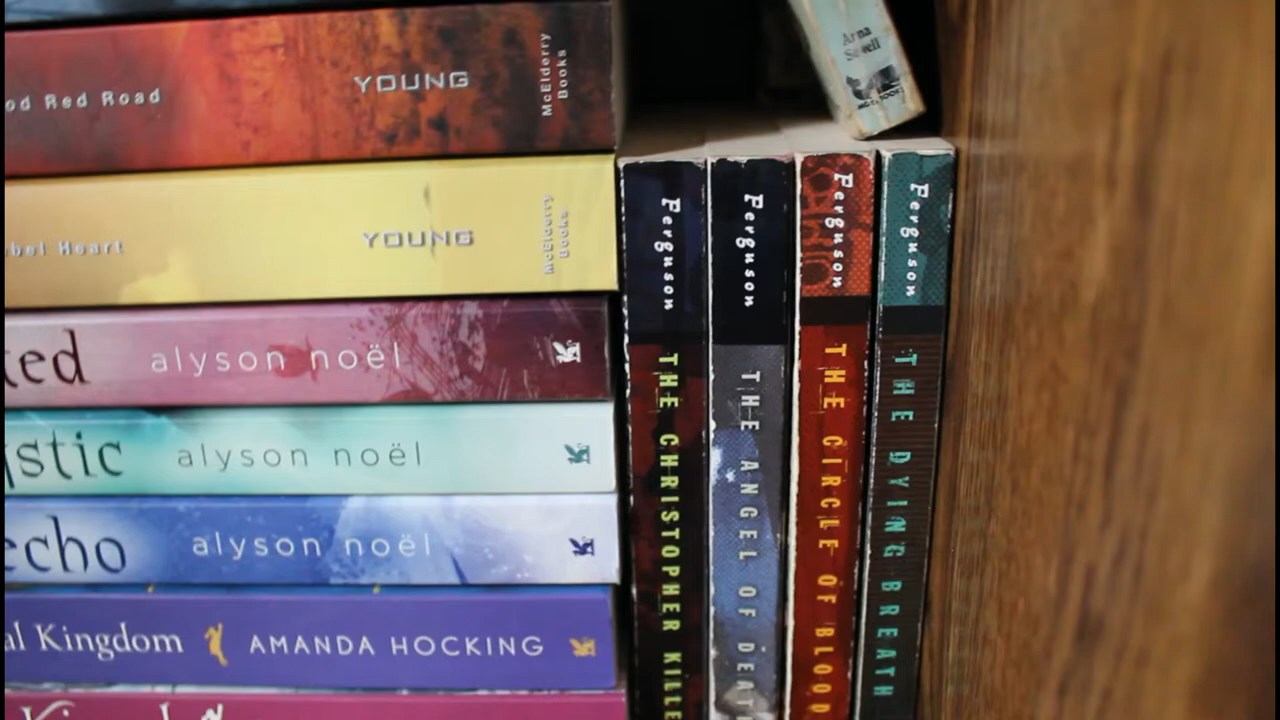 od Red Road YOUNG McElderry Books
ebel Heart YOUNG McElderry Books
ted alyson noël
ystic alyson noël
echo alyson noël
al Kingdom AMANDA HOCKING
Anna Sewell
Ferguson THE CHRISTOPHER KILLE
Ferguson THE ANGEL OF DEAT
Ferguson THE CIRCLE OF BLOOD
Ferguson THE DYING BREATH